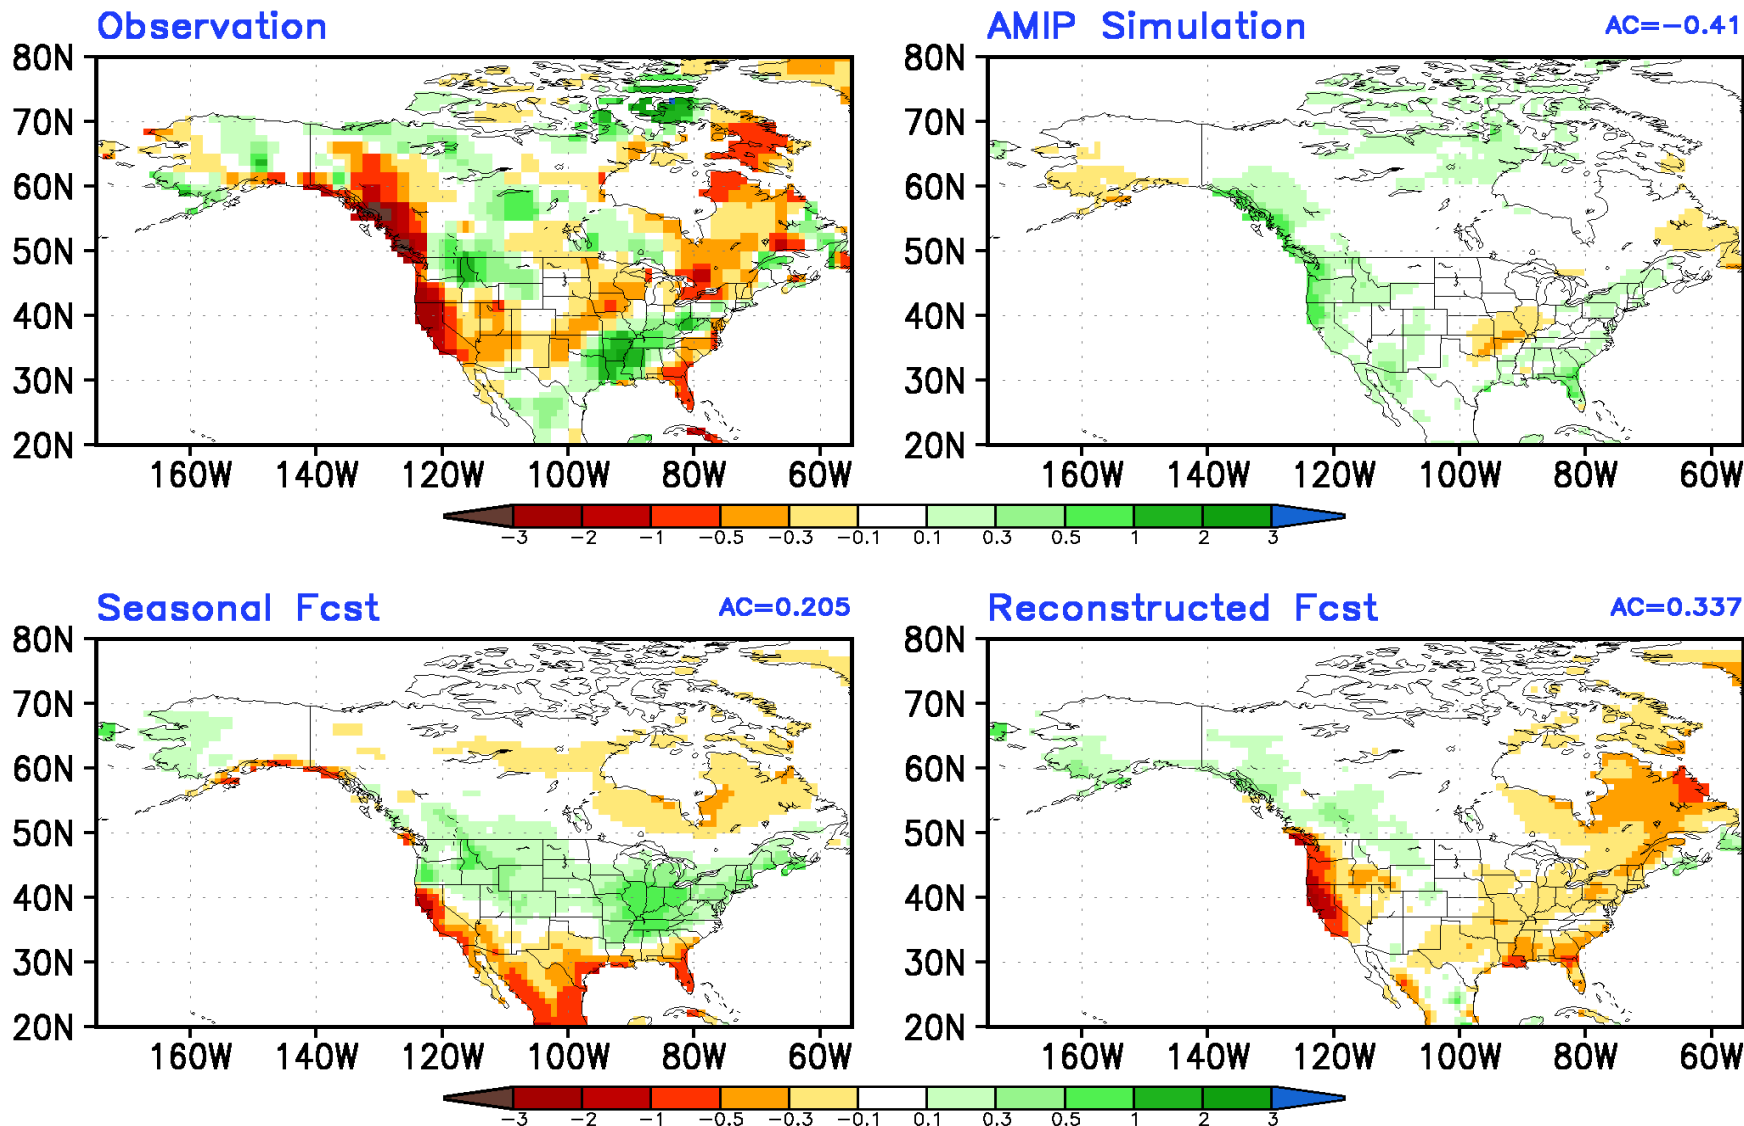 Observation
AMIP Simulation AC=-0.41
80N 80N
70N 70N
60N 60N
50N 50N
40N 40N
30N 30N
20N 20N
160W 140W 120W 100W 80W 60W 160W 140W 120W 100W 80W 60W
-3 -2 -1 -0.5 -0.3 -0.1 0.1 0.3 0.5 1 2 3
Seasonal Fcst AC=0.205
Reconstructed Fcst AC=0.337
80N 80N
70N 70N
60N 60N
50N 50N
40N 40N
30N 30N
20N 20N
160W 140W 120W 100W 80W 60W 160W 140W 120W 100W 80W 60W
-3 -2 -1 -0.5 -0.3 -0.1 0.1 0.3 0.5 1 2 3